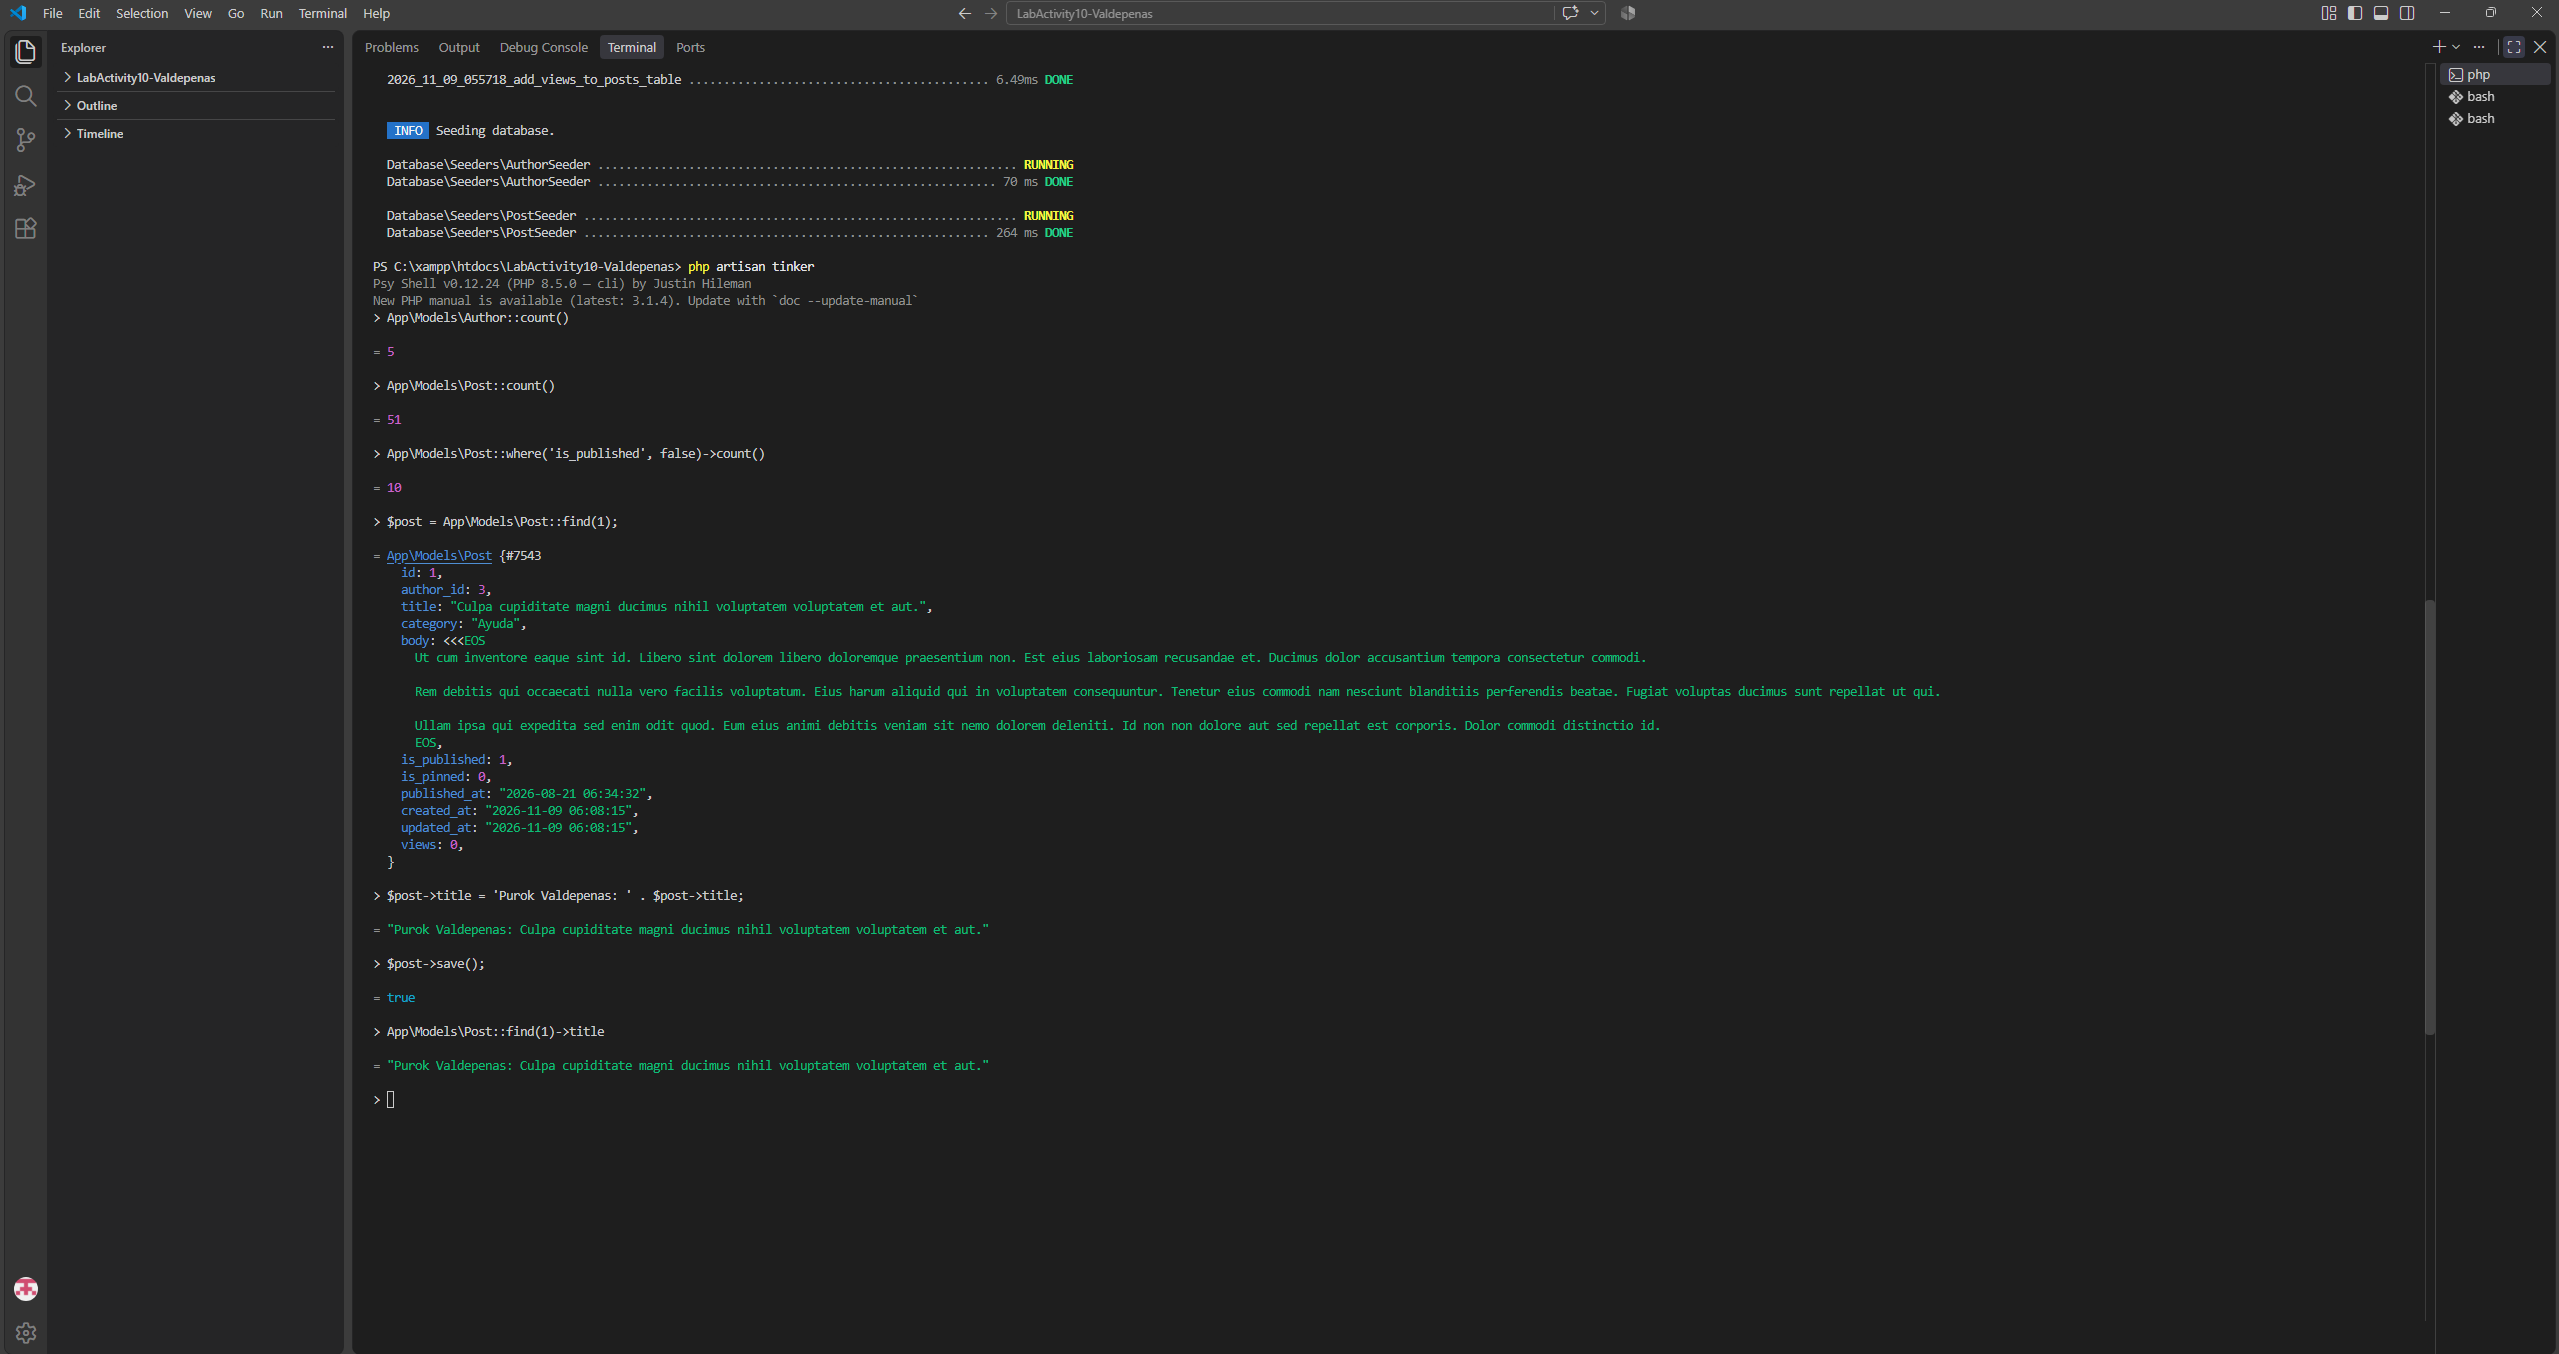 File Edit Selection View Go Run Terminal Help
LabActivity10-Valdepenas
Explorer
LabActivity10-Valdepenas
Outline
Timeline
Problems Output Debug Console Terminal Ports
php
bash
bash
2026_11_09_055718_add_views_to_posts_table ........................................... 6.49ms DONE
INFO Seeding database.
Database\Seeders\AuthorSeeder ............................................................ RUNNING
Database\Seeders\AuthorSeeder ......................................................... 70 ms DONE
Database\Seeders\PostSeeder .............................................................. RUNNING
Database\Seeders\PostSeeder .......................................................... 264 ms DONE
PS C:\xampp\htdocs\LabActivity10-Valdepenas> php artisan tinker
Psy Shell v0.12.24 (PHP 8.5.0 — cli) by Justin Hileman
New PHP manual is available (latest: 3.1.4). Update with `doc --update-manual`
> App\Models\Author::count()
= 5
> App\Models\Post::count()
= 51
> App\Models\Post::where('is_published', false)->count()
= 10
> $post = App\Models\Post::find(1);
= App\Models\Post {#7543
id: 1,
author_id: 3,
title: "Culpa cupiditate magni ducimus nihil voluptatem voluptatem et aut.",
category: "Ayuda",
body: <<<EOS
Ut cum inventore eaque sint id. Libero sint dolorem libero doloremque praesentium non. Est eius laboriosam recusandae et. Ducimus dolor accusantium tempora consectetur commodi.
Rem debitis qui occaecati nulla vero facilis voluptatum. Eius harum aliquid qui in voluptatem consequuntur. Tenetur eius commodi nam nesciunt blanditiis perferendis beatae. Fugiat voluptas ducimus sunt repellat ut qui.
Ullam ipsa qui expedita sed enim odit quod. Eum eius animi debitis veniam sit nemo dolorem deleniti. Id non non dolore aut sed repellat est corporis. Dolor commodi distinctio id.
EOS,
is_published: 1,
is_pinned: 0,
published_at: "2026-08-21 06:34:32",
created_at: "2026-11-09 06:08:15",
updated_at: "2026-11-09 06:08:15",
views: 0,
}
> $post->title = 'Purok Valdepenas: ' . $post->title;
= "Purok Valdepenas: Culpa cupiditate magni ducimus nihil voluptatem voluptatem et aut."
> $post->save();
= true
> App\Models\Post::find(1)->title
= "Purok Valdepenas: Culpa cupiditate magni ducimus nihil voluptatem voluptatem et aut."
>